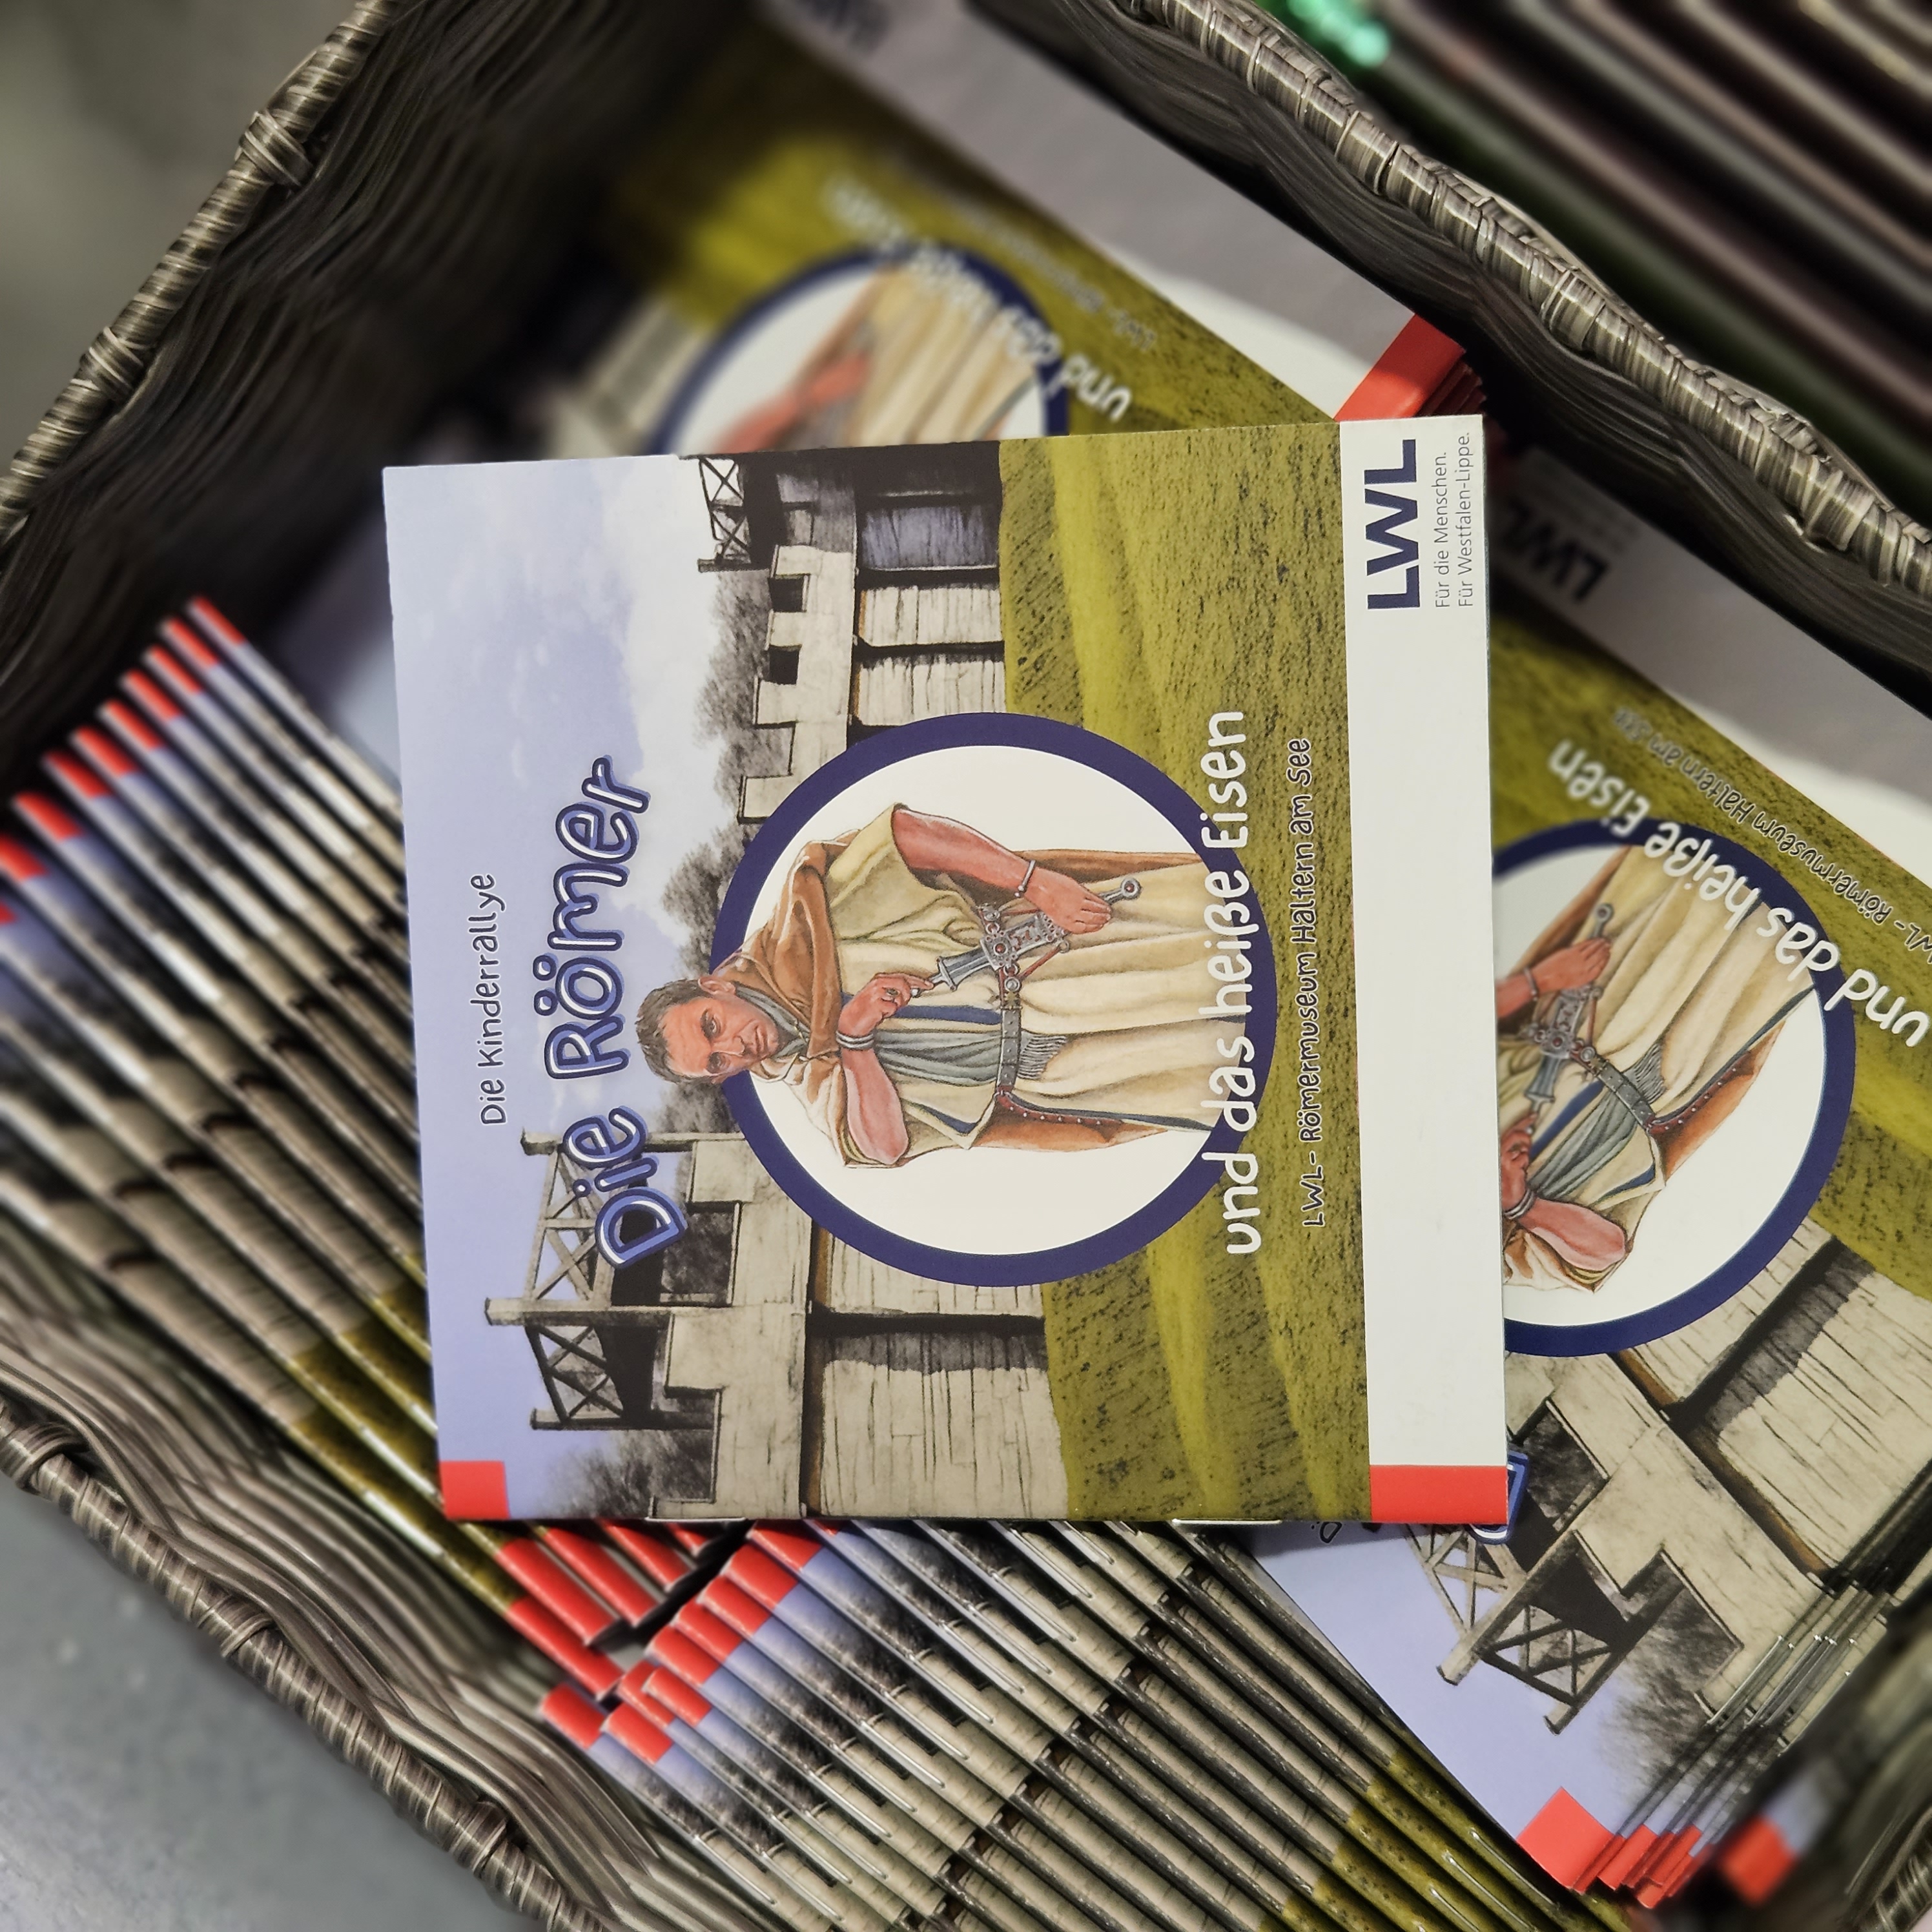 Die Kinderrallye
Die Römer
und das heiße Eisen
LWL - Römermuseum Haltern am See
LWL
Für die Menschen.
Für Westfalen-Lippe.
und das heiße Eisen
LWL - Römermuseum Haltern am See
LWL
und das heiße Eisen